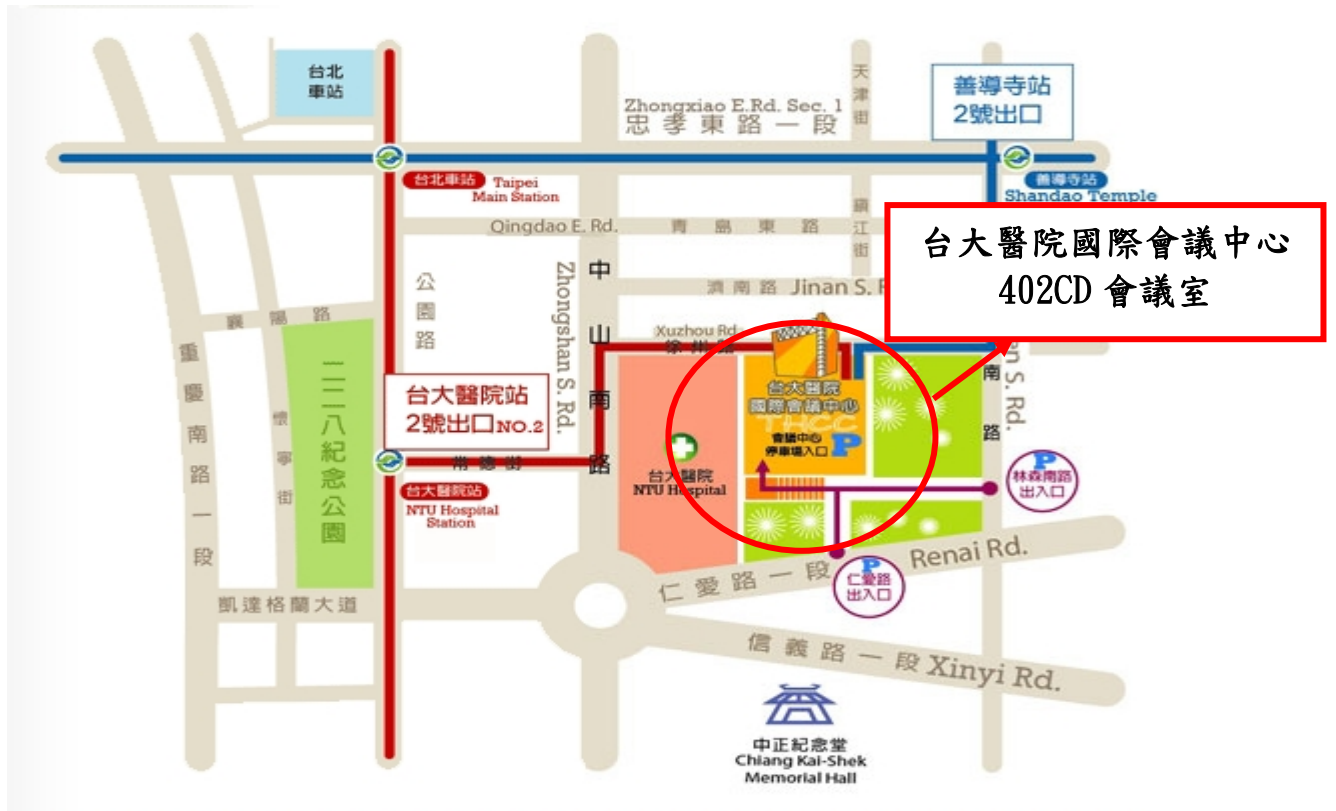 台北
車站
Zhongxiao E.Rd. Sec. 1
忠孝東路一段
天津街
善導寺站
2號出口
台北車站
Taipei
Main Station
善導寺站
Shandao Temple
Qingdao E. Rd.
青島東路
鎮江街
台大醫院國際會議中心
402CD 會議室
公園路
中山南路
Zhongshan S. Rd.
濟南路 Jinan S. R
襄陽路
Xuzhou Rd.
徐州路
重慶南路一段
二二八紀念公園
懷寧街
台大醫院站
2號出口NO.2
台大醫院
國際會議中心
THCC
會議中心
停車場入口 P
an S. Rd.
南路
常德街
台大醫院
NTU Hospital
台大醫院站
NTU Hospital
Station
P
林森南路
出入口
Renai Rd.
仁愛路一段
P
仁愛路
出入口
凱達格蘭大道
信義路一段 Xinyi Rd.
中正紀念堂
Chiang Kai-Shek
Memorial Hall